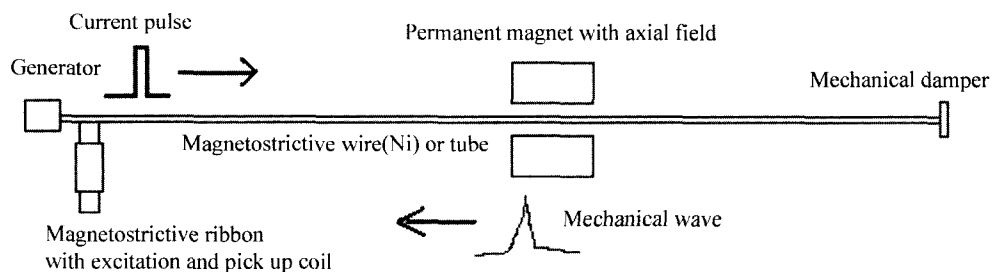 Current pulse
Permanent magnet with axial field
Generator
Mechanical damper
Magnetostrictive wire(Ni) or tube
Mechanical wave
Magnetostrictive ribbon
with excitation and pick up coil